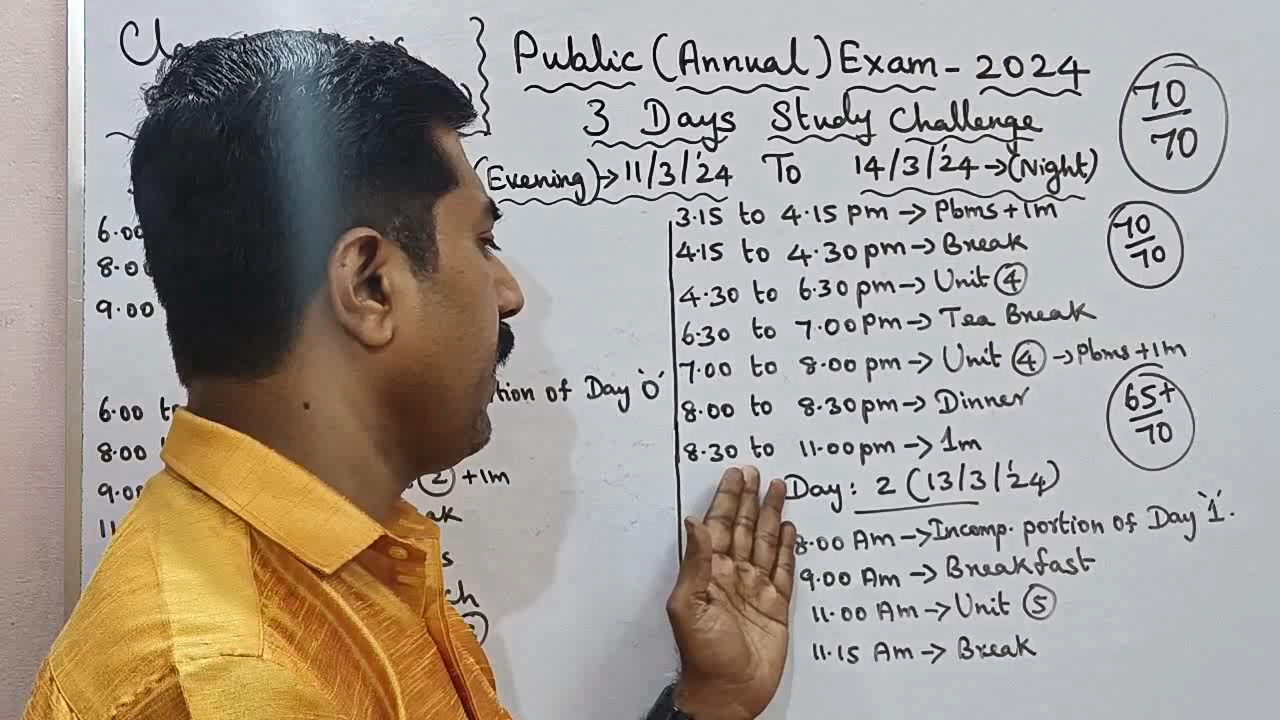 Public (Annual) Exam - 2024
3 Days Study Challenge
(Evening) → 11/3/'24 To 14/3/'24 → (Night)
70/70
6.00
8.00
9.00
tion of Day '0'
6.00 to
8.00
9.00
② + 1m
11
3.15 to 4.15 pm → Pbms + 1m
4.15 to 4.30 pm → Break
70/70
4.30 to 6.30 pm → Unit ④
6.30 to 7.00 pm → Tea Break
7.00 to 8.00 pm → Unit ④ → Pbms + 1m
8.00 to 8.30 pm → Dinner
65+/70
8.30 to 11.00 pm → 1m
Day: 2 (13/3/'24)
8.00 Am → Incomp. portion of Day '1'.
9.00 Am → Breakfast
11.00 Am → Unit ⑤
11.15 Am → Break